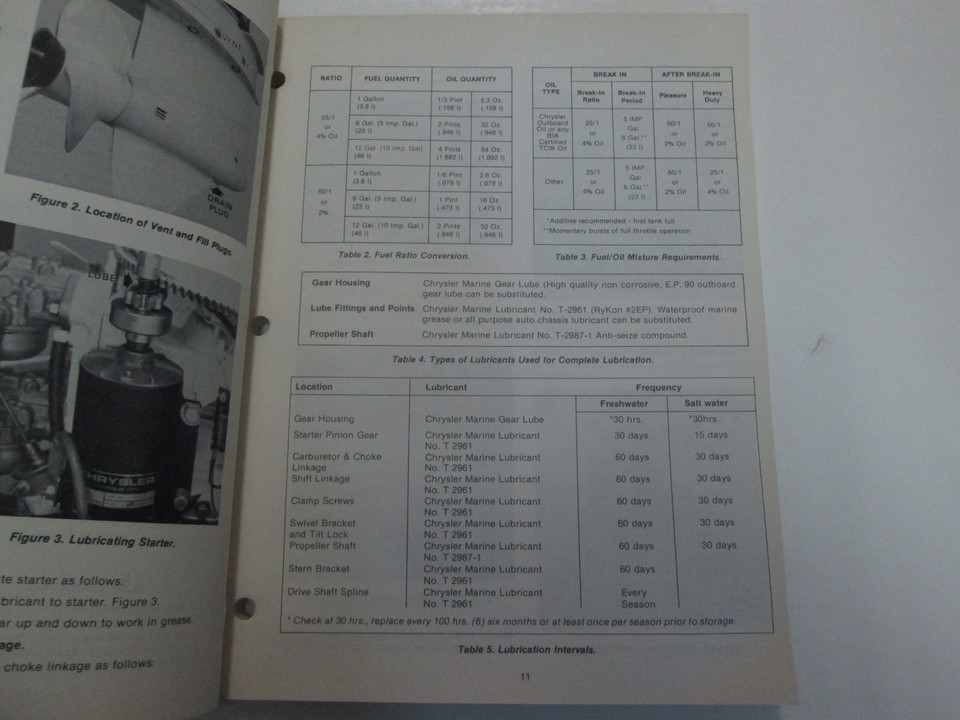 VENT
DRAIN
PLUG
Figure 2. Location of Vent and Fill Plugs.
LUBE
CHRYSLER
Figure 3. Lubricating Starter.
te starter as follows:
bricant to starter. Figure 3.
ar up and down to work in grease
age.
choke linkage as follows:
RATIO FUEL QUANTITY OIL QUANTITY
25/1
or
4% Oil
1 Gallon 1/3 Pint 5.3 Oz.
(3.8 l) (.158 l) (.158 l)
6 Gal. (5 Imp. Gal.) 2 Pints 32 Oz.
(23 l) (.946 l) (.946 l)
12 Gal. (10 Imp. Gal.) 4 Pints 64 Oz.
(46 l) (1.892 l) (1.892 l)
50/1
or
2%
1 Gallon 1/6 Pint 2.6 Oz.
(3.8 l) (.079 l) (.079 l)
6 Gal. (5 Imp. Gal.) 1 Pint 16 Oz.
(23 l) (.473 l) (.473 l)
12 Gal. (10 Imp. Gal.) 2 Pints 32 Oz.
(46 l) (.946 l) (.946 l)
Table 2. Fuel Ratio Conversion.
OIL
TYPE
BREAK IN AFTER BREAK-IN
Break-In Break-In Pleasure Heavy
Ratio Period Duty
Chrysler
Outboard
Oil or any
BIA
Certified
TCW Oil
25/1 5 IMP. 50/1 50/1
or Gal. or or
4% Oil 6 Gal.** 2% Oil 2% Oil
(23 l)
Other
25/1 5 IMP. 50/1 25/1
or Gal. or or
4% Oil 6 Gal.** 2% Oil 4% Oil
(23 l)
*Additive recommended - first tank full
**Momentary bursts of full throttle operation
Table 3. Fuel/Oil Mixture Requirements.
Gear Housing Chrysler Marine Gear Lube (High quality non corrosive, E.P. 90 outboard
gear lube can be substituted.
Lube Fittings and Points Chrysler Marine Lubricant No. T-2961 (RyKon #2EP). Waterproof marine
grease or all purpose auto chassis lubricant can be substituted.
Propeller Shaft Chrysler Marine Lubricant No. T-2987-1 Anti-seize compound.
Table 4. Types of Lubricants Used for Complete Lubrication.
Location Lubricant Frequency
Freshwater Salt water
Gear Housing Chrysler Marine Gear Lube *30 hrs. *30hrs.
Starter Pinion Gear Chrysler Marine Lubricant 30 days 15 days
No. T 2961
Carburetor & Choke Chrysler Marine Lubricant 60 days 30 days
Linkage No. T 2961
Shift Linkage Chrysler Marine Lubricant 60 days 30 days
No. T 2961
Clamp Screws Chrysler Marine Lubricant 60 days 30 days
No. T 2961
Swivel Bracket Chrysler Marine Lubricant 60 days 30 days
and Tilt Lock No. T 2961
Propeller Shaft Chrysler Marine Lubricant 60 days 30 days
No. T 2987-1
Stern Bracket Chrysler Marine Lubricant 60 days
No. T 2961
Drive Shaft Spline Chrysler Marine Lubricant Every
No. T 2961 Season
* Check at 30 hrs., replace every 100 hrs. (6) six months or at least once per season prior to storage.
Table 5. Lubrication Intervals.
11